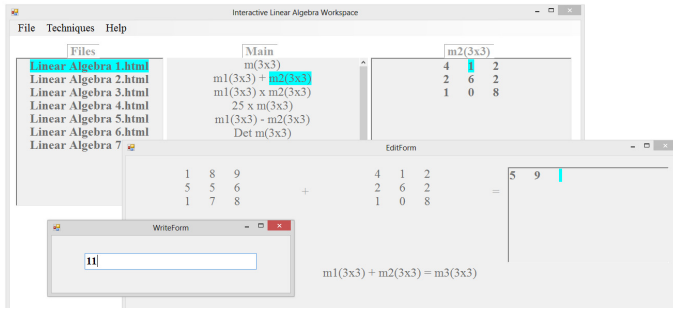 Interactive Linear Algebra Workspace
File Techniques Help
Files
Linear Algebra 1.html
Linear Algebra 2.html
Linear Algebra 3.html
Linear Algebra 4.html
Linear Algebra 5.html
Linear Algebra 6.html
Linear Algebra 7
Main
m(3x3)
m1(3x3) + m2(3x3)
m1(3x3) x m2(3x3)
25 x m(3x3)
m1(3x3) - m2(3x3)
Det m(3x3)
m2(3x3)
4 1 2
2 6 2
1 0 8
EditForm
1 8 9
5 5 6
1 7 8
+
4 1 2
2 6 2
1 0 8
=
5 9
m1(3x3) + m2(3x3) = m3(3x3)
WriteForm
11